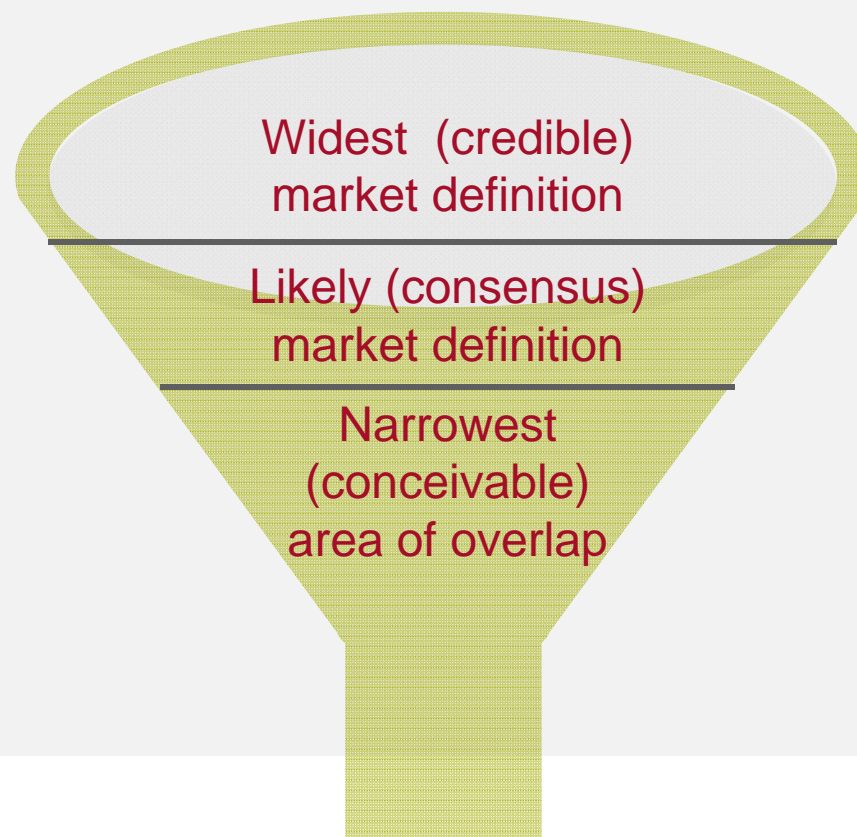 Widest (credible)
market definition
Likely (consensus)
market definition
Narrowest
(conceivable)
area of overlap